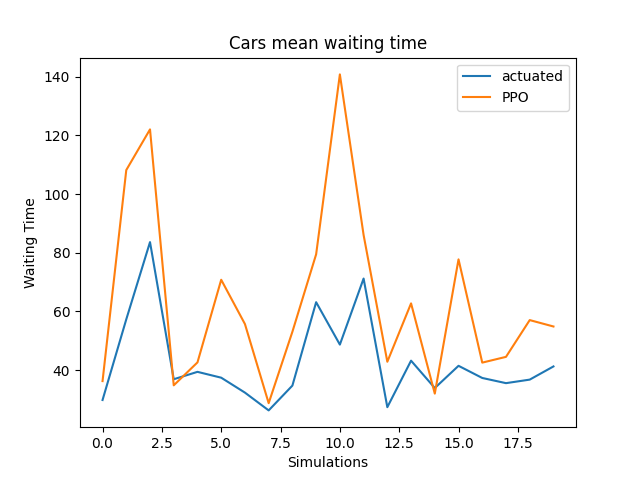 Cars mean waiting time
actuated
PPO
140
120
100
80
60
40
Waiting Time
0.0 2.5 5.0 7.5 10.0 12.5 15.0 17.5
Simulations